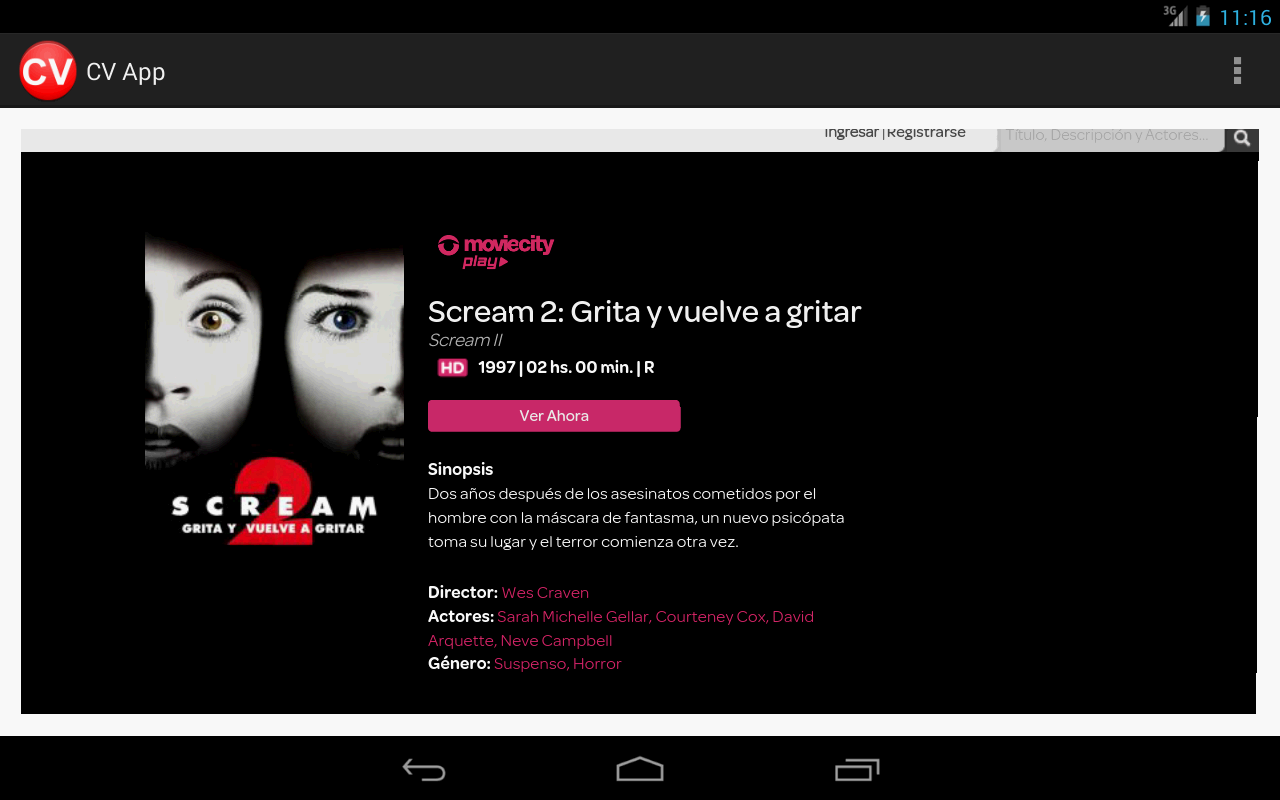 3G 11:16
CV CV App
Ingresar | Registrarse Título, Descripción y Actores...
moviecity
play
Scream 2: Grita y vuelve a gritar
Scream II
HD 1997 | 02 hs. 00 min. | R
Ver Ahora
Sinopsis
Dos años después de los asesinatos cometidos por el
hombre con la máscara de fantasma, un nuevo psicópata
toma su lugar y el terror comienza otra vez.
Director: Wes Craven
Actores: Sarah Michelle Gellar, Courteney Cox, David
Arquette, Neve Campbell
Género: Suspenso, Horror
2
SCREAM
GRITA Y VUELVE A GRITAR